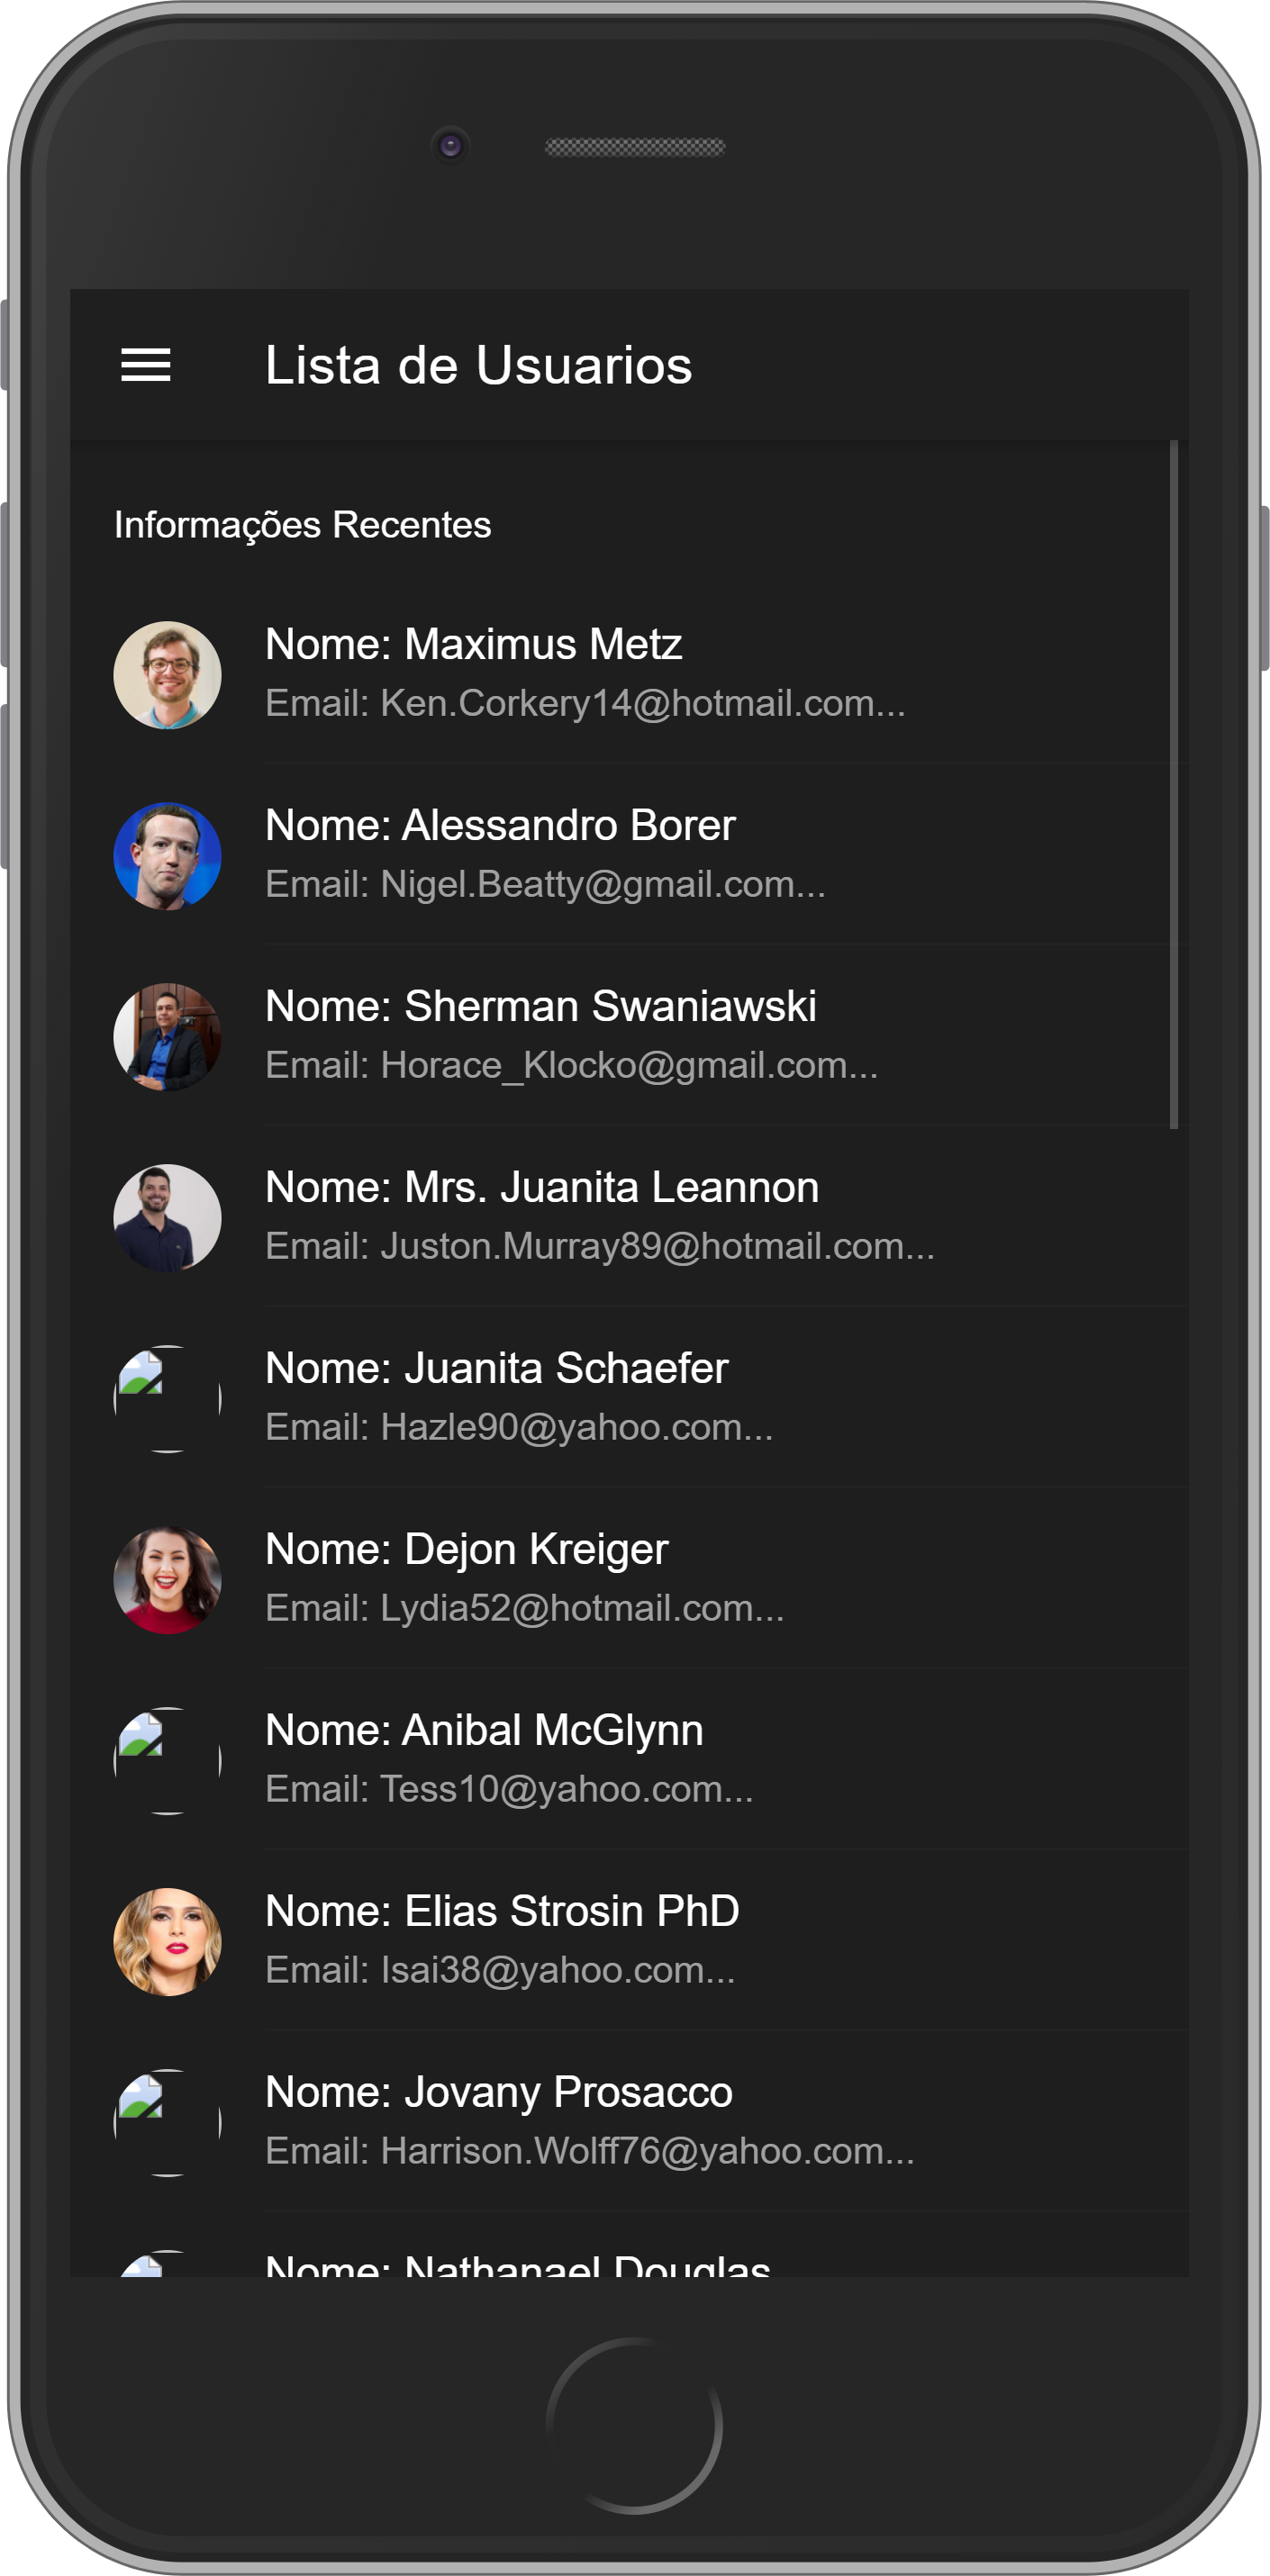 Lista de Usuarios
Informações Recentes
Nome: Maximus Metz
Email: Ken.Corkery14@hotmail.com...
Nome: Alessandro Borer
Email: Nigel.Beatty@gmail.com...
Nome: Sherman Swaniawski
Email: Horace_Klocko@gmail.com...
Nome: Mrs. Juanita Leannon
Email: Juston.Murray89@hotmail.com...
Nome: Juanita Schaefer
Email: Hazle90@yahoo.com...
Nome: Dejon Kreiger
Email: Lydia52@hotmail.com...
Nome: Anibal McGlynn
Email: Tess10@yahoo.com...
Nome: Elias Strosin PhD
Email: Isai38@yahoo.com...
Nome: Jovany Prosacco
Email: Harrison.Wolff76@yahoo.com...
Nome: Nathanael Douglas